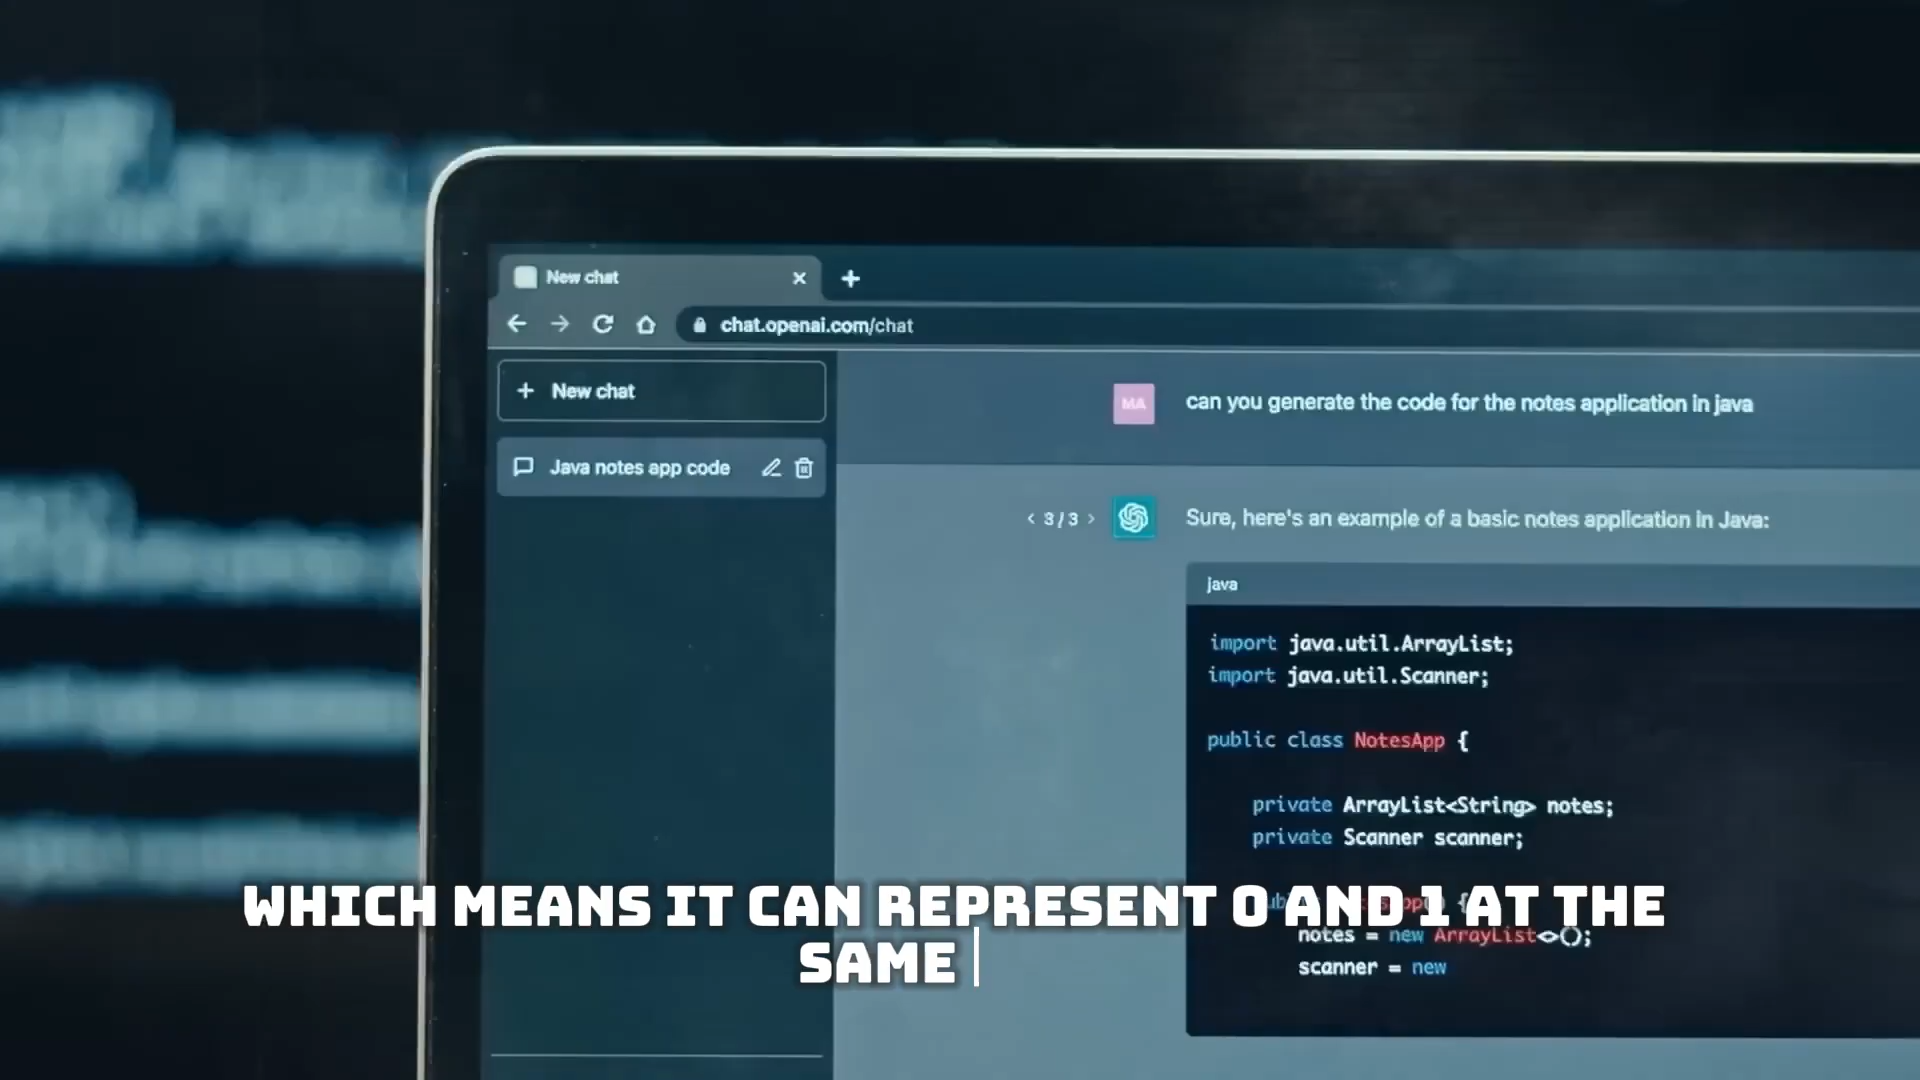 New chat
chat.openai.com/chat
New chat
Java notes app code
MA
can you generate the code for the notes application in java
< 3/3 >
Sure, here's an example of a basic notes application in Java:
java
import java.util.ArrayList;
import java.util.Scanner;
public class NotesApp {
private ArrayList<String> notes;
private Scanner scanner;
notes = new ArrayList<>();
scanner = new
WHICH MEANS IT CAN REPRESENT 0 AND 1 AT THE
SAME